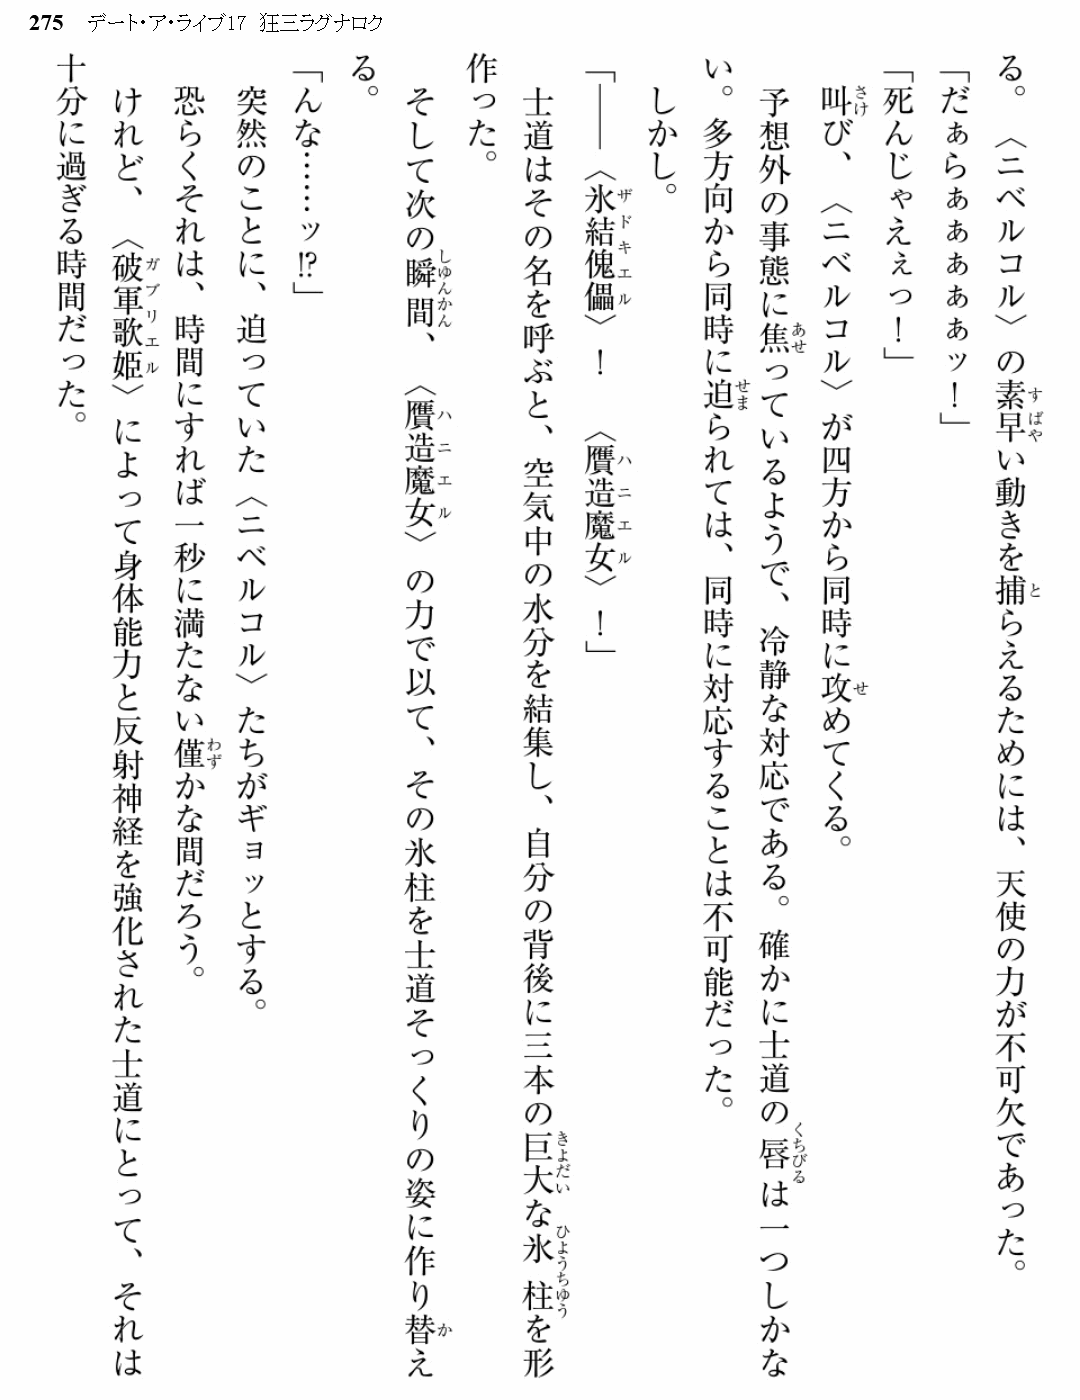 275 デート・ア・ライブ17 狂三ラグナロク
る。〈ニベルコル〉の素早い動きを捕らえるためには、天使の力が不可欠であった。
「だぁらぁぁぁぁッ！」
「死んじゃえぇっ！」
叫び、〈ニベルコル〉が四方から同時に攻めてくる。
予想外の事態に焦っているようで、冷静な対応である。確かに士道の唇は一つしかな
い。多方向から同時に迫られては、同時に対応することは不可能だった。
しかし。
「――〈氷結傀儡〉！　〈贋造魔女〉！」
士道はその名を呼ぶと、空気中の水分を結集し、自分の背後に三本の巨大な氷柱を形
作った。
そして次の瞬間、〈贋造魔女〉の力で以て、その氷柱を士道そっくりの姿に作り替え
る。
「んな……ッ!?」
突然のことに、迫っていた〈ニベルコル〉たちがギョッとする。
恐らくそれは、時間にすれば一秒に満たない僅かな間だろう。
けれど、〈破軍歌姫〉によって身体能力と反射神経を強化された士道にとって、それは
十分に過ぎる時間だった。